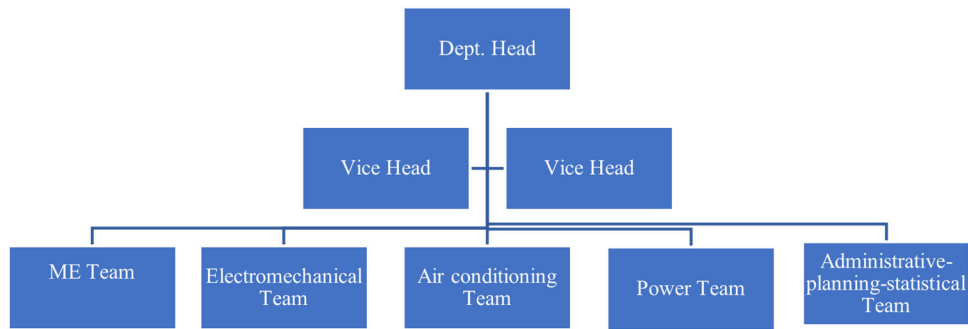 Dept. Head
Vice Head
Vice Head
ME Team
Electromechanical
Team
Air conditioning
Team
Power Team
Administrative-
planning-statistical
Team